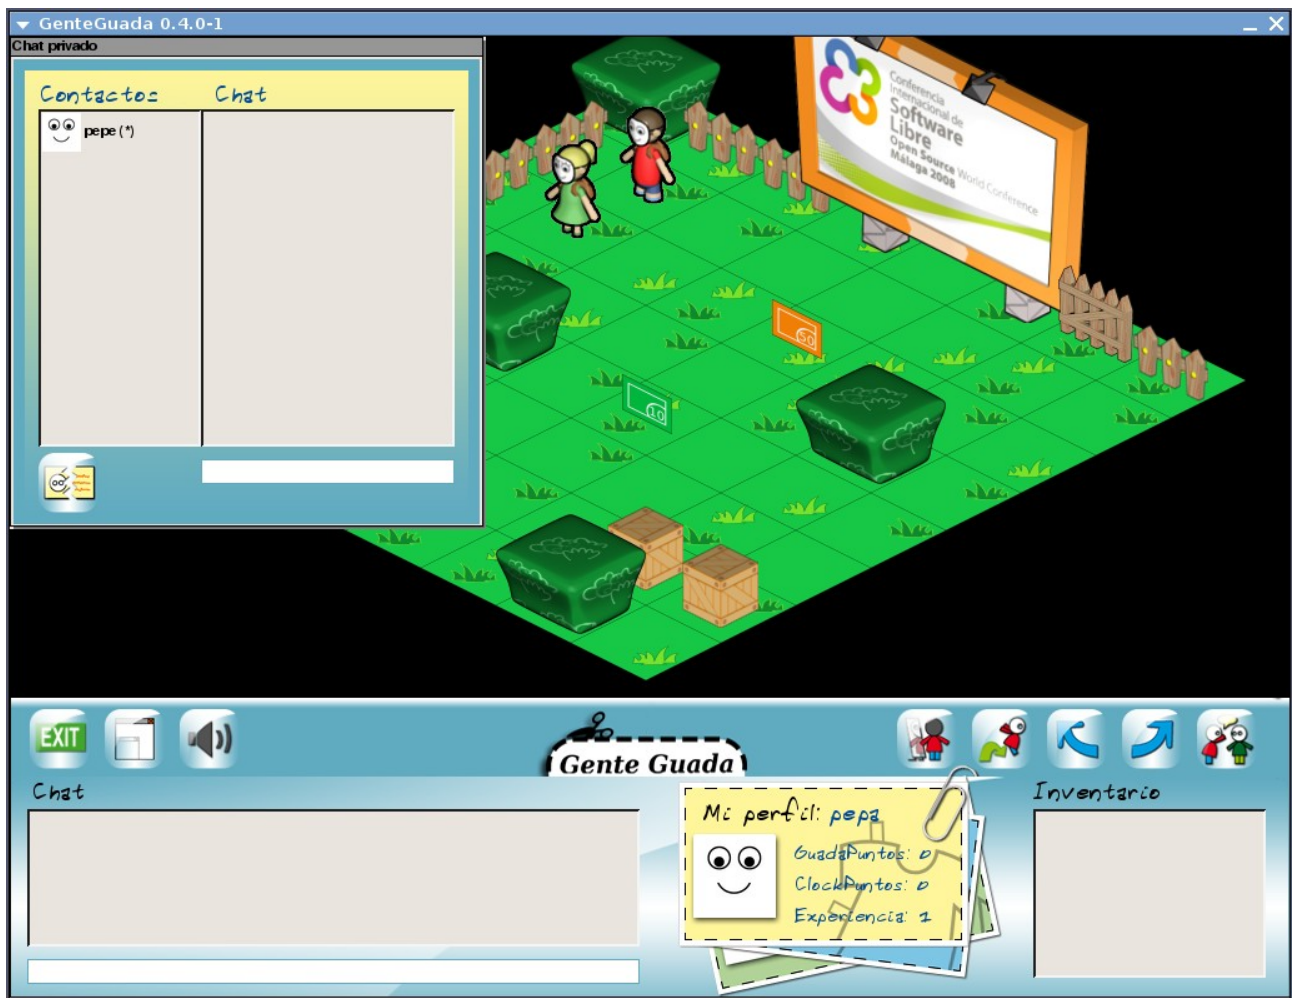 GenteGuada 0.4.0-1
Chat privado
Contactos
Chat
pepe (*)
Conferencia
Internacional de
Software
Libre
Open Source World Conference
Málaga 2008
50
10
EXIT
Gente Guada
Chat
Mi perfil: pepa
GuadaPuntos: 0
ClockPuntos: 0
Experiencia: 1
Inventario